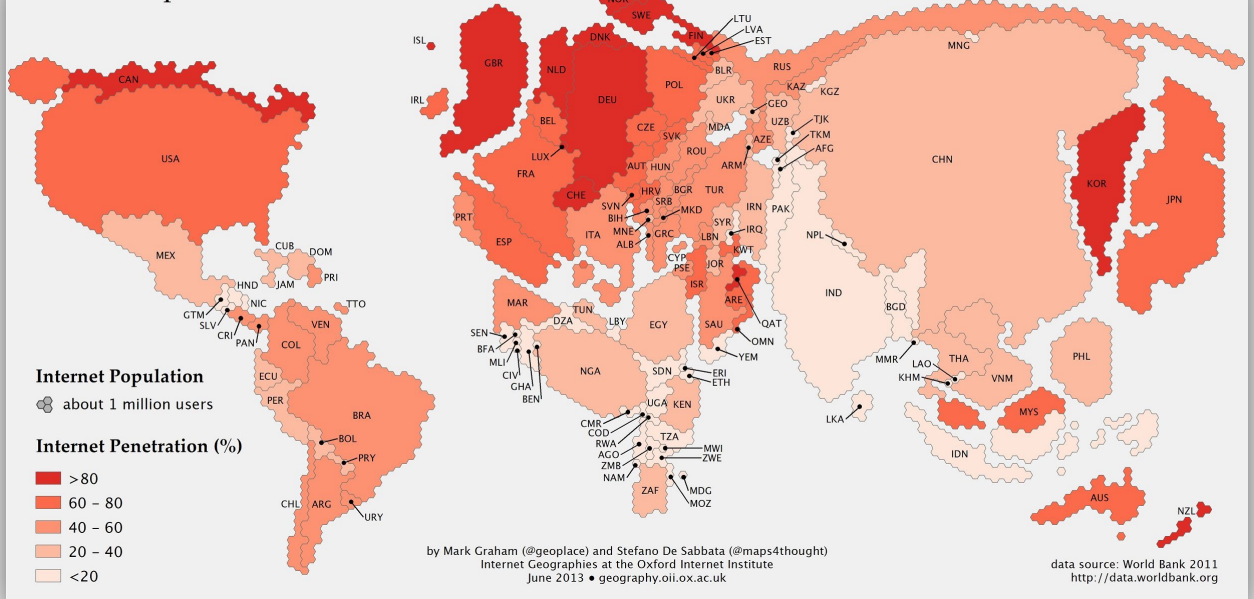 NOR
SWE
LTU
LVA
EST
ISL
DNK
FIN
MNG
GBR
NLD
RUS
BLR
CAN
POL
KAZ
KGZ
IRL
DEU
UKR
GEO
BEL
CZE
MDA
UZB
TJK
SVK
AZE
TKM
USA
LUX
ROU
AFG
FRA
AUT
HUN
ARM
CHN
KOR
CHE
HRV
BGR
TUR
JPN
SVN
SRB
IRN
PAK
PRT
BIH
MKD
SYR
ESP
MNE
IRQ
ITA
GRC
LBN
NPL
ALB
KWT
CUB
DOM
MEX
CYP
PSE
JOR
PRI
HND
JAM
ISR
IND
NIC
MAR
ARE
BGD
GTM
TTO
TUN
SLV
DZA
LBY
EGY
SAU
QAT
VEN
CRI
SEN
OMN
PAN
COL
BFA
YEM
MMR
THA
PHL
MLI
LAO
ECU
CIV
NGA
SDN
ERI
KHM
VNM
GHA
ETH
PER
BEN
UGA
KEN
BRA
CMR
LKA
MYS
COD
BOL
RWA
TZA
MWI
AGO
ZWE
IDN
PRY
ZMB
NAM
CHL
ARG
ZAF
MDG
AUS
URY
MOZ
NZL
Internet Population
about 1 million users
Internet Penetration (%)
>80
60 – 80
40 – 60
20 – 40
<20
by Mark Graham (@geoplace) and Stefano De Sabbata (@maps4thought)
Internet Geographies at the Oxford Internet Institute
June 2013 • geography.oii.ox.ac.uk
data source: World Bank 2011
http://data.worldbank.org